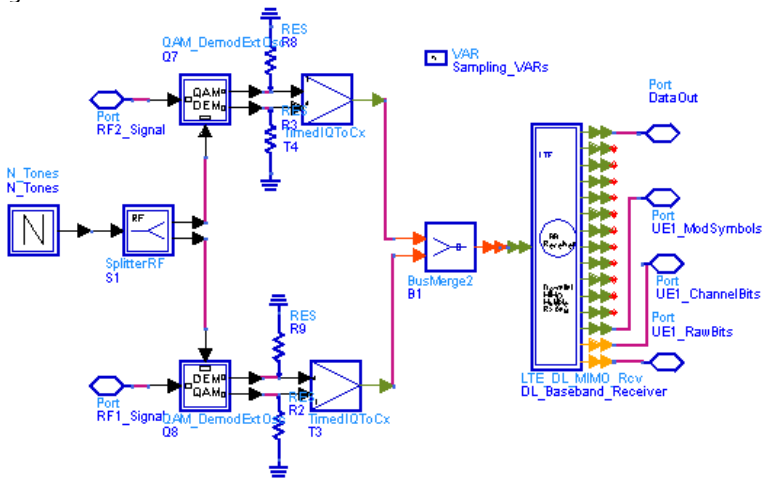 RES
R8
QAM_DemodExtOsc
Q7
QAM
DEM
Port
RF2_Signal
RES
R3
TimedIQToCx
T4
VAR
Sampling_VARs
Port
DataOut
N_Tones
N_Tones
N
RF
SplitterRF
S1
LTE
BusMerge2
B1
Port
UE1_ModSymbols
Port
UE1_ChannelBits
Port
UE1_RawBits
RES
R9
DEM
QAM
Port
RF1_Signal
QAM_DemodExtOsc
Q8
RES
R2
TimedIQToCx
T3
LTE_DL_MIMO_Rcv
DL_Baseband_Receiver